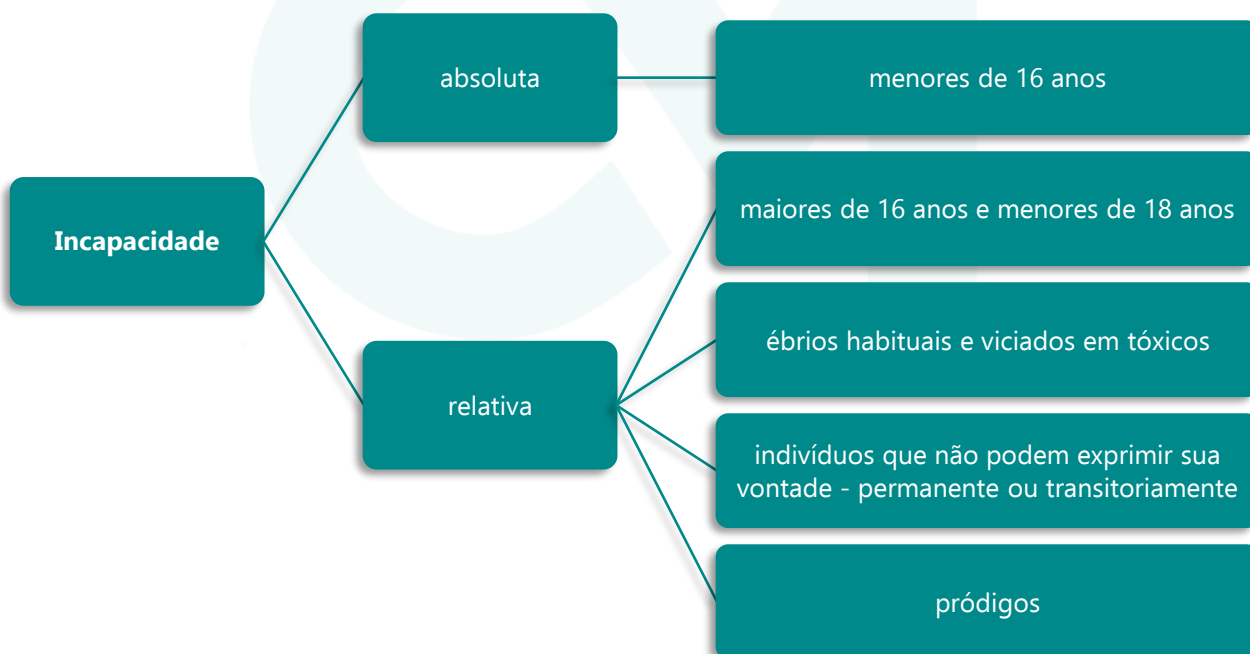 Incapacidade
absoluta
menores de 16 anos
relativa
maiores de 16 anos e menores de 18 anos
ébrios habituais e viciados em tóxicos
indivíduos que não podem exprimir sua
vontade - permanente ou transitoriamente
pródigos